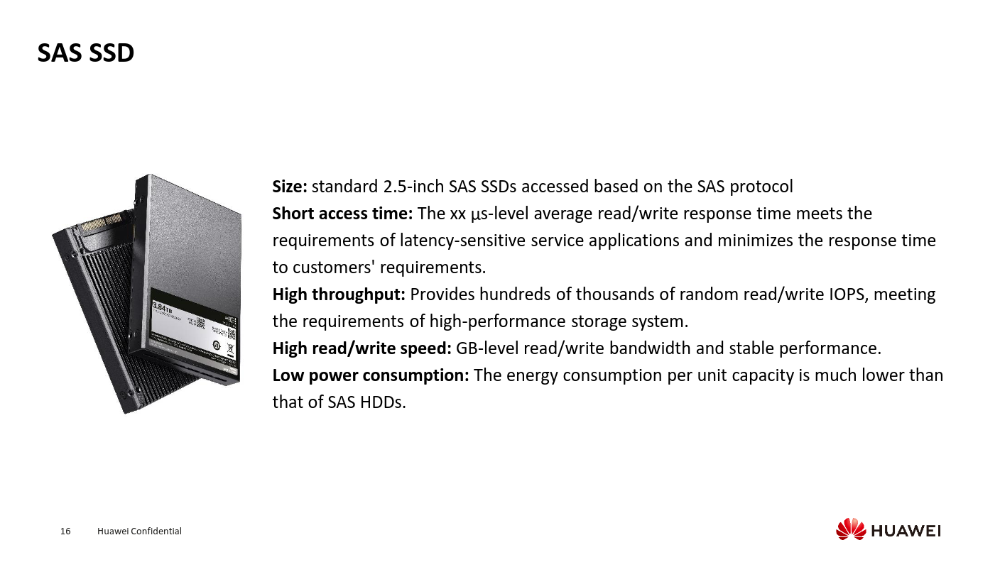 SAS SSD
Size: standard 2.5-inch SAS SSDs accessed based on the SAS protocol
Short access time: The xx μs-level average read/write response time meets the
requirements of latency-sensitive service applications and minimizes the response time
to customers' requirements.
High throughput: Provides hundreds of thousands of random read/write IOPS, meeting
the requirements of high-performance storage system.
High read/write speed: GB-level read/write bandwidth and stable performance.
Low power consumption: The energy consumption per unit capacity is much lower than
that of SAS HDDs.
3.84TB
16 Huawei Confidential
HUAWEI